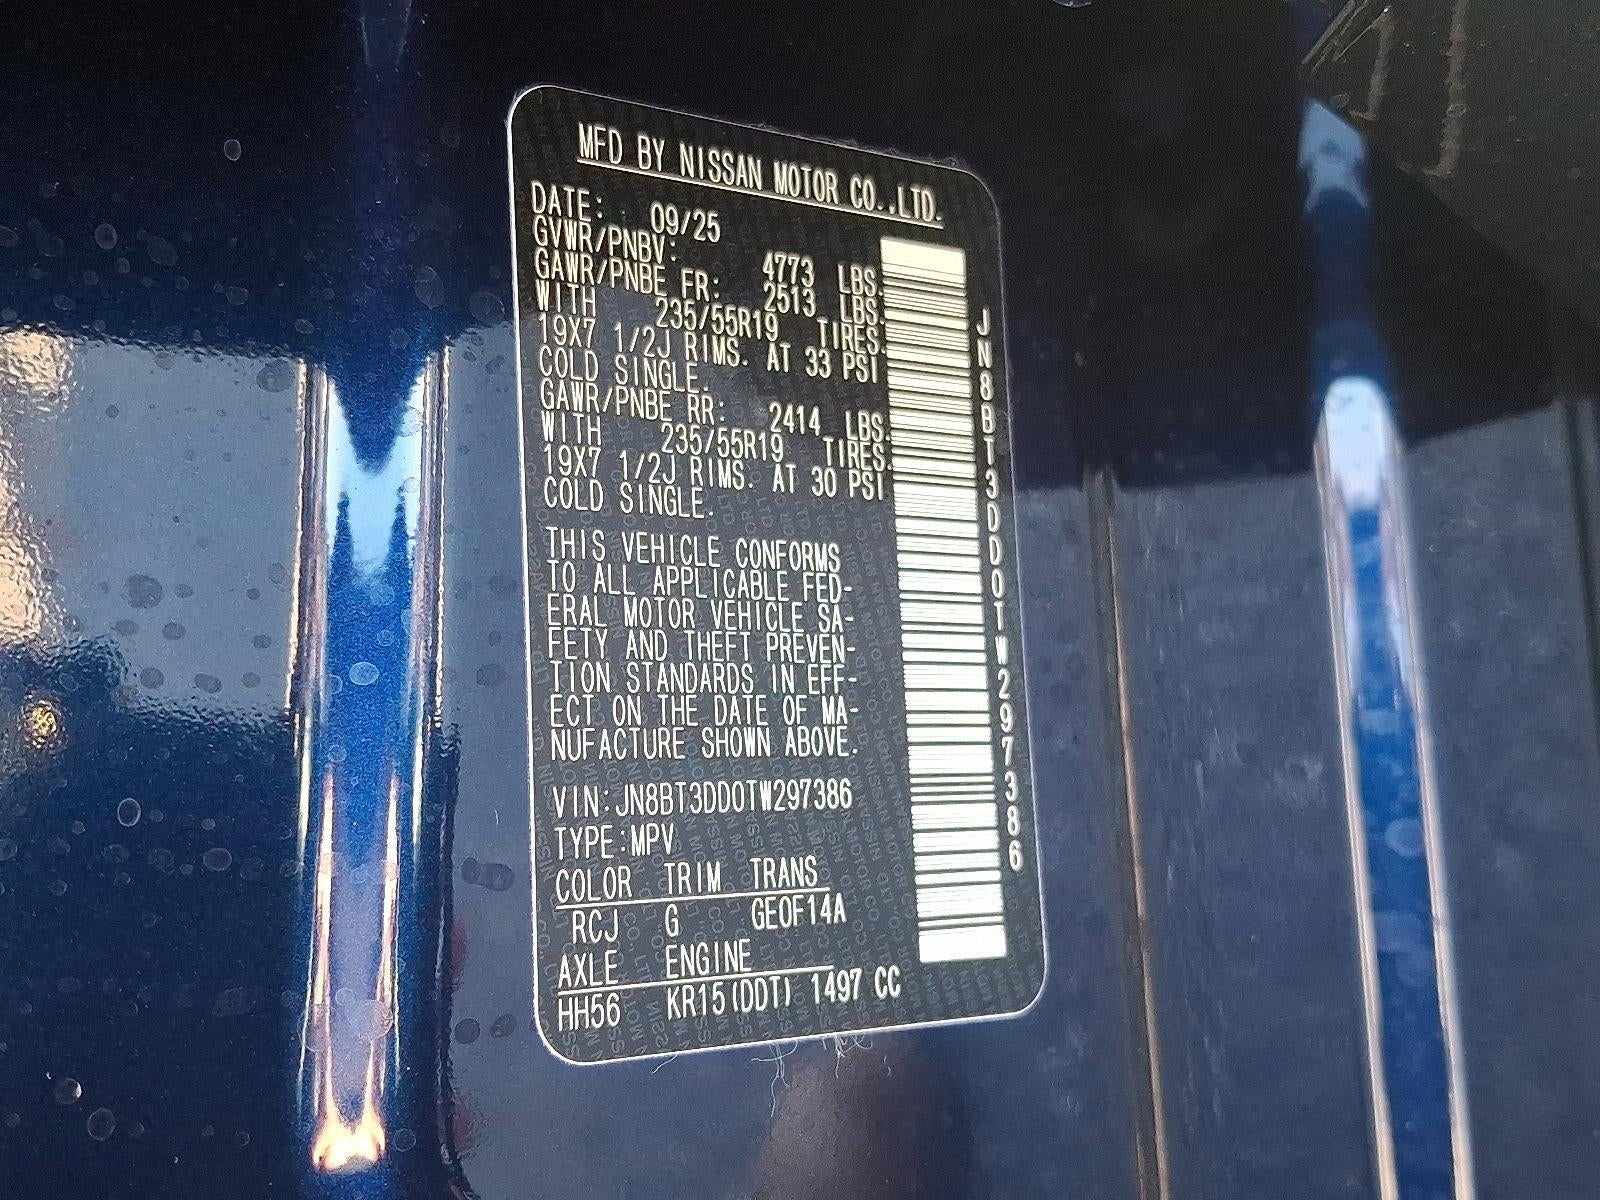 MFD BY NISSAN MOTOR CO.,LTD.
DATE: 09/25
GVWR/PNBV: 4773 LBS.
GAWR/PNBE FR: 2513 LBS.
WITH 235/55R19 TIRES.
19X7 1/2J RIMS. AT 33 PSI
COLD SINGLE.
GAWR/PNBE RR: 2414 LBS.
WITH 235/55R19 TIRES.
19X7 1/2J RIMS. AT 30 PSI
COLD SINGLE.
THIS VEHICLE CONFORMS
TO ALL APPLICABLE FED-
ERAL MOTOR VEHICLE SA-
FETY AND THEFT PREVEN-
TION STANDARDS IN EFF-
ECT ON THE DATE OF MA-
NUFACTURE SHOWN ABOVE.
VIN:JN8BT3DD0TW297386
TYPE:MPV
COLOR TRIM TRANS
RCJ G GE0F14A
AXLE ENGINE
HH56 KR15(DDT) 1497 CC
JN8BT3DD0TW297386